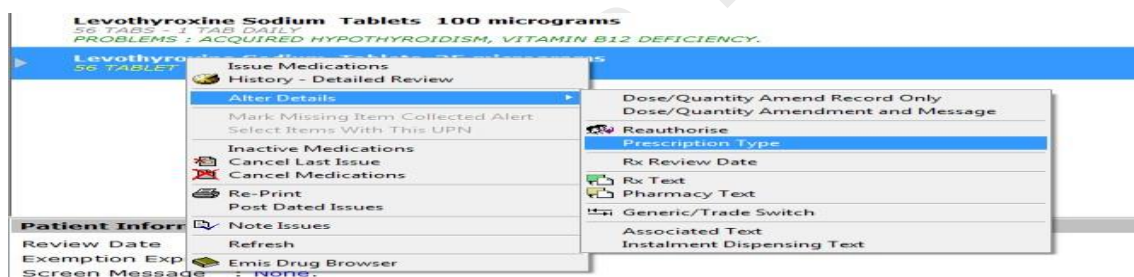 Levothyroxine Sodium Tablets 100 micrograms
56 TABS - 1 TAB DAILY
PROBLEMS : ACQUIRED HYPOTHYROIDISM, VITAMIN B12 DEFICIENCY.
56 TABLET
Issue Medications
History - Detailed Review
Alter Details
Mark Missing Item Collected Alert
Select Items With This UPN
Inactive Medications
Cancel Last Issue
Cancel Medications
Re-Print
Post Dated Issues
Note Issues
Refresh
Emis Drug Browser
Dose/Quantity Amend Record Only
Dose/Quantity Amendment and Message
Reauthorise
Prescription Type
Rx Review Date
Rx Text
Pharmacy Text
Generic/Trade Switch
Associated Text
Instalment Dispensing Text
Patient Inforr
Review Date
Exemption Exp
Screen Message : None.